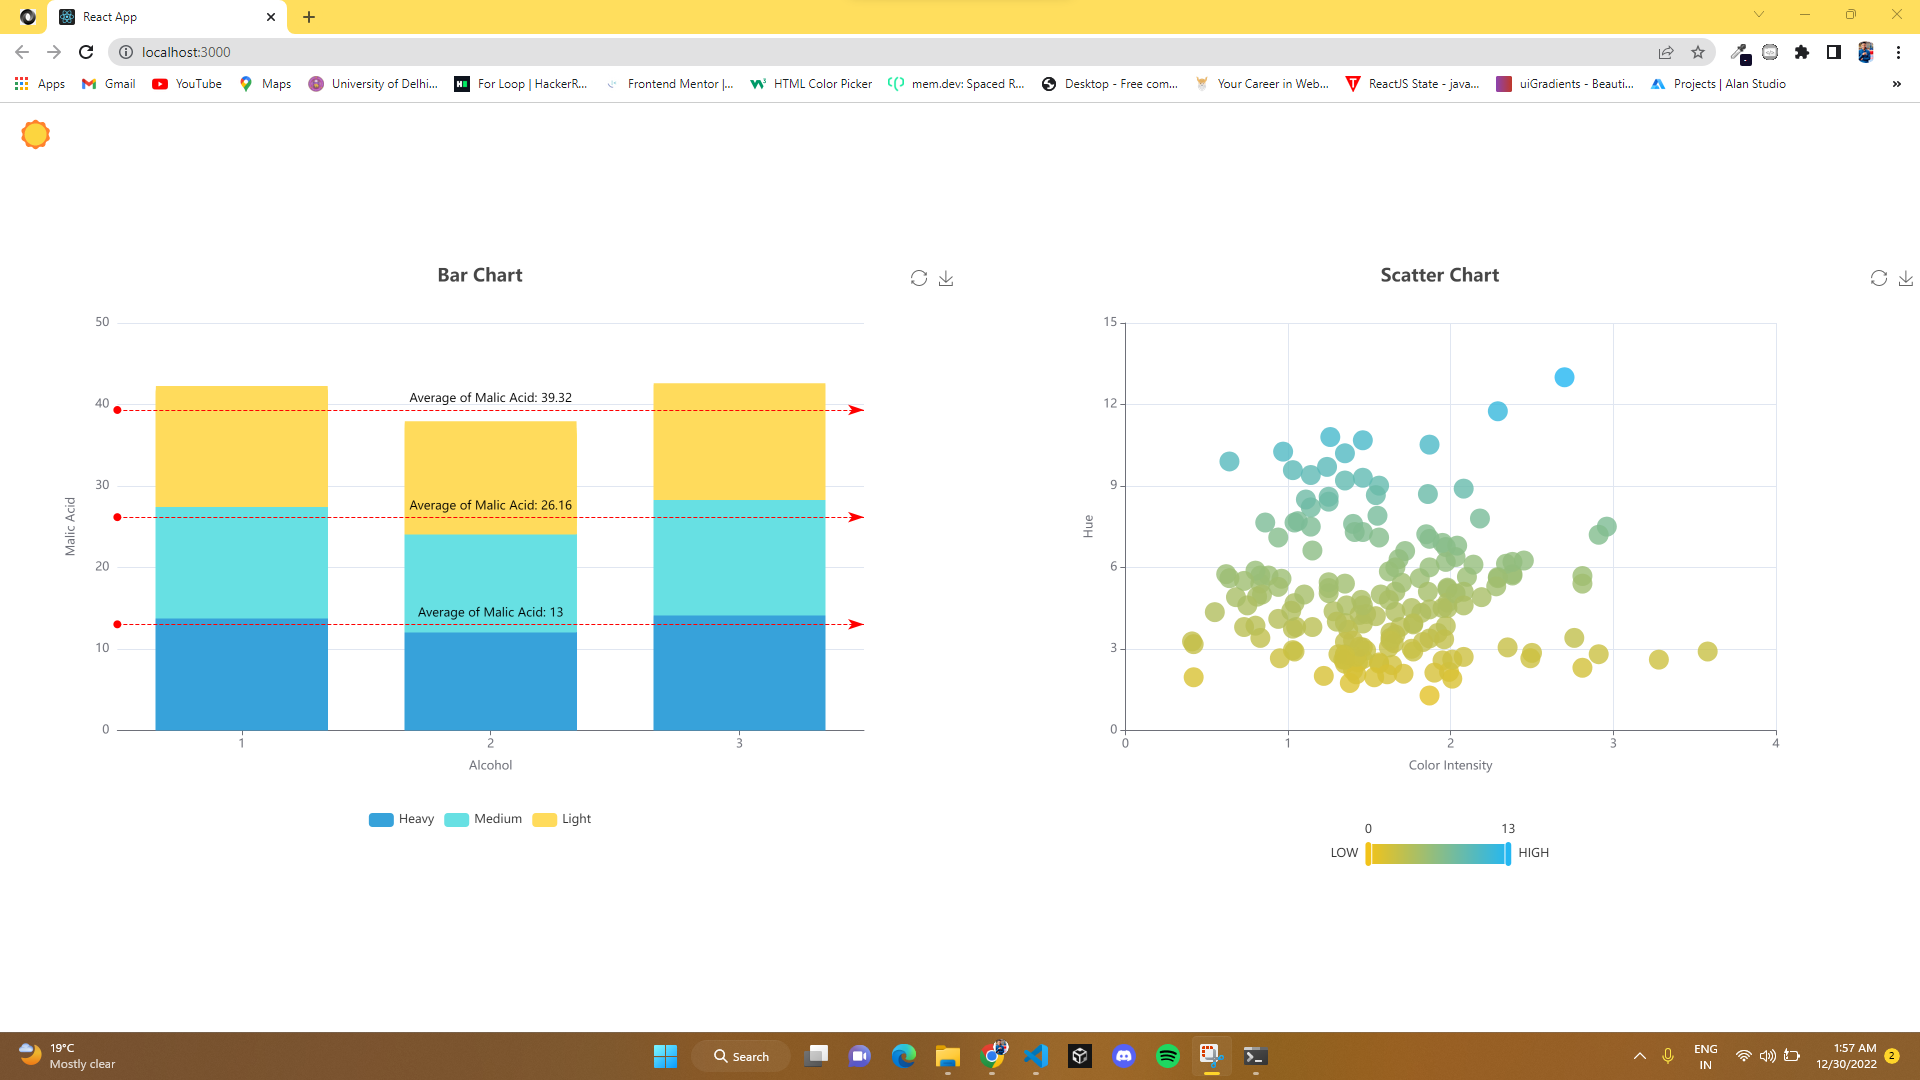 React App
localhost:3000
Apps Gmail YouTube Maps University of Delhi... For Loop | HackerR... Frontend Mentor |... HTML Color Picker mem.dev: Spaced R... Desktop - Free com... Your Career in Web... ReactJS State - java... uiGradients - Beauti... Projects | Alan Studio »
Bar Chart
50
40
30
20
10
0
Malic Acid
Average of Malic Acid: 39.32
Average of Malic Acid: 26.16
Average of Malic Acid: 13
1 2 3
Alcohol
Heavy Medium Light
Scatter Chart
15
12
9
6
3
0
Hue
0 1 2 3 4
Color Intensity
0 13
LOW HIGH
19°C
Mostly clear
Search
ENG
IN
1:57 AM
12/30/2022
2